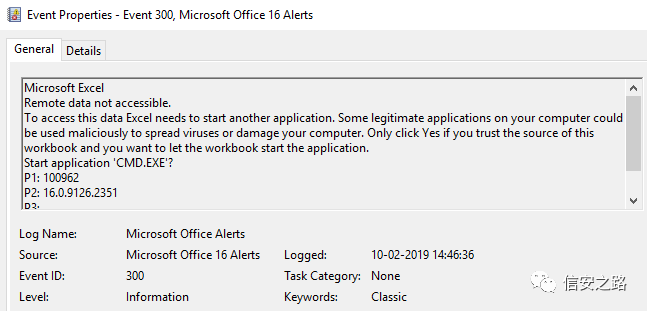 Event Properties - Event 300, Microsoft Office 16 Alerts
General Details
Microsoft Excel
Remote data not accessible.
To access this data Excel needs to start another application. Some legitimate applications on your computer could
be used maliciously to spread viruses or damage your computer. Only click Yes if you trust the source of this
workbook and you want to let the workbook start the application.
Start application 'CMD.EXE'?
P1: 100962
P2: 16.0.9126.2351
P3:
Log Name: Microsoft Office Alerts
Source: Microsoft Office 16 Alerts Logged: 10-02-2019 14:46:36
Event ID: 300 Task Category: None
Level: Information Keywords: Classic
信安之路